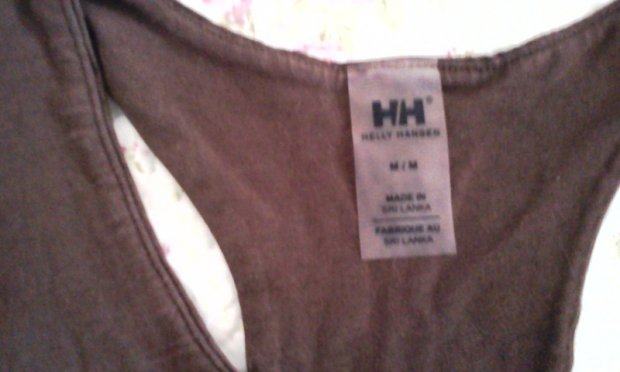 HH®
HELLY HANSEN
M / M
MADE IN
SRI LANKA
FABRIQUE AU
SRI LANKA